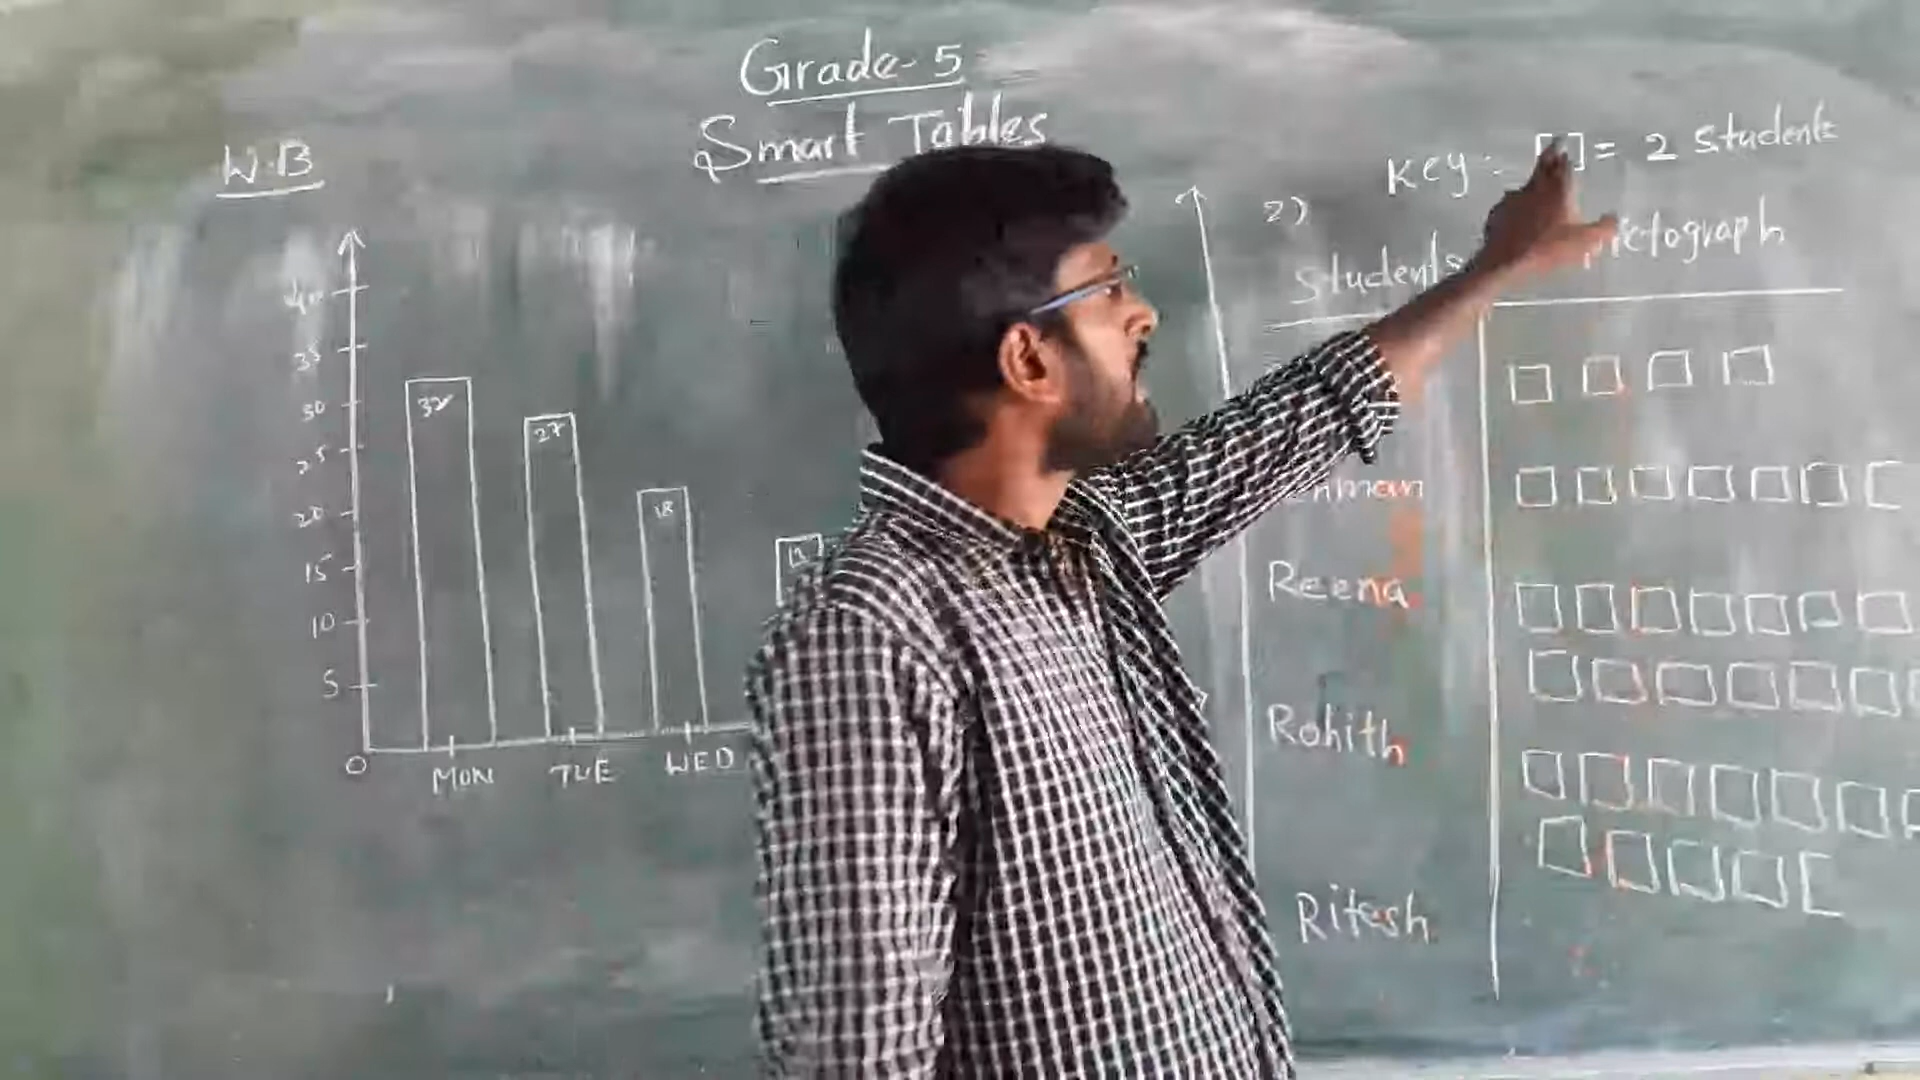 Grade-5
Smart Tables
W.B
40
35
30
25
20
15
10
5
0
32
27
18
12
MON TUE WED
Key: = 2 Students
2)
Students pictograph
Reena
Rohith
Ritesh